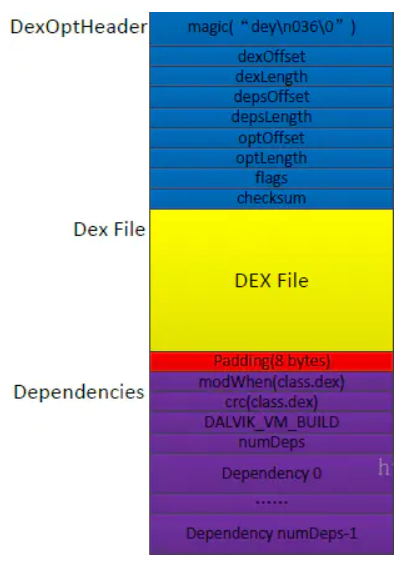 DexOptHeader
magic( “dey\n036\0” )
dexOffset
dexLength
depsOffset
depsLength
optOffset
optLength
flags
checksum
Dex File
DEX File
Padding(8 bytes)
Dependencies
modWhen(class.dex)
crc(class.dex)
DALVIK_VM_BUILD
numDeps
Dependency 0
h
......
Dependency numDeps-1